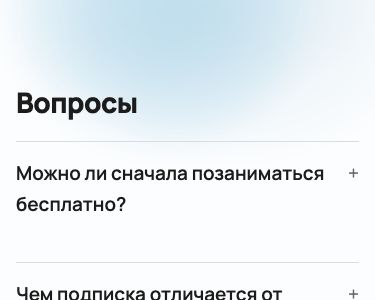 Вопросы
Можно ли сначала позаниматься +
бесплатно?
Чем подписка отличается от +